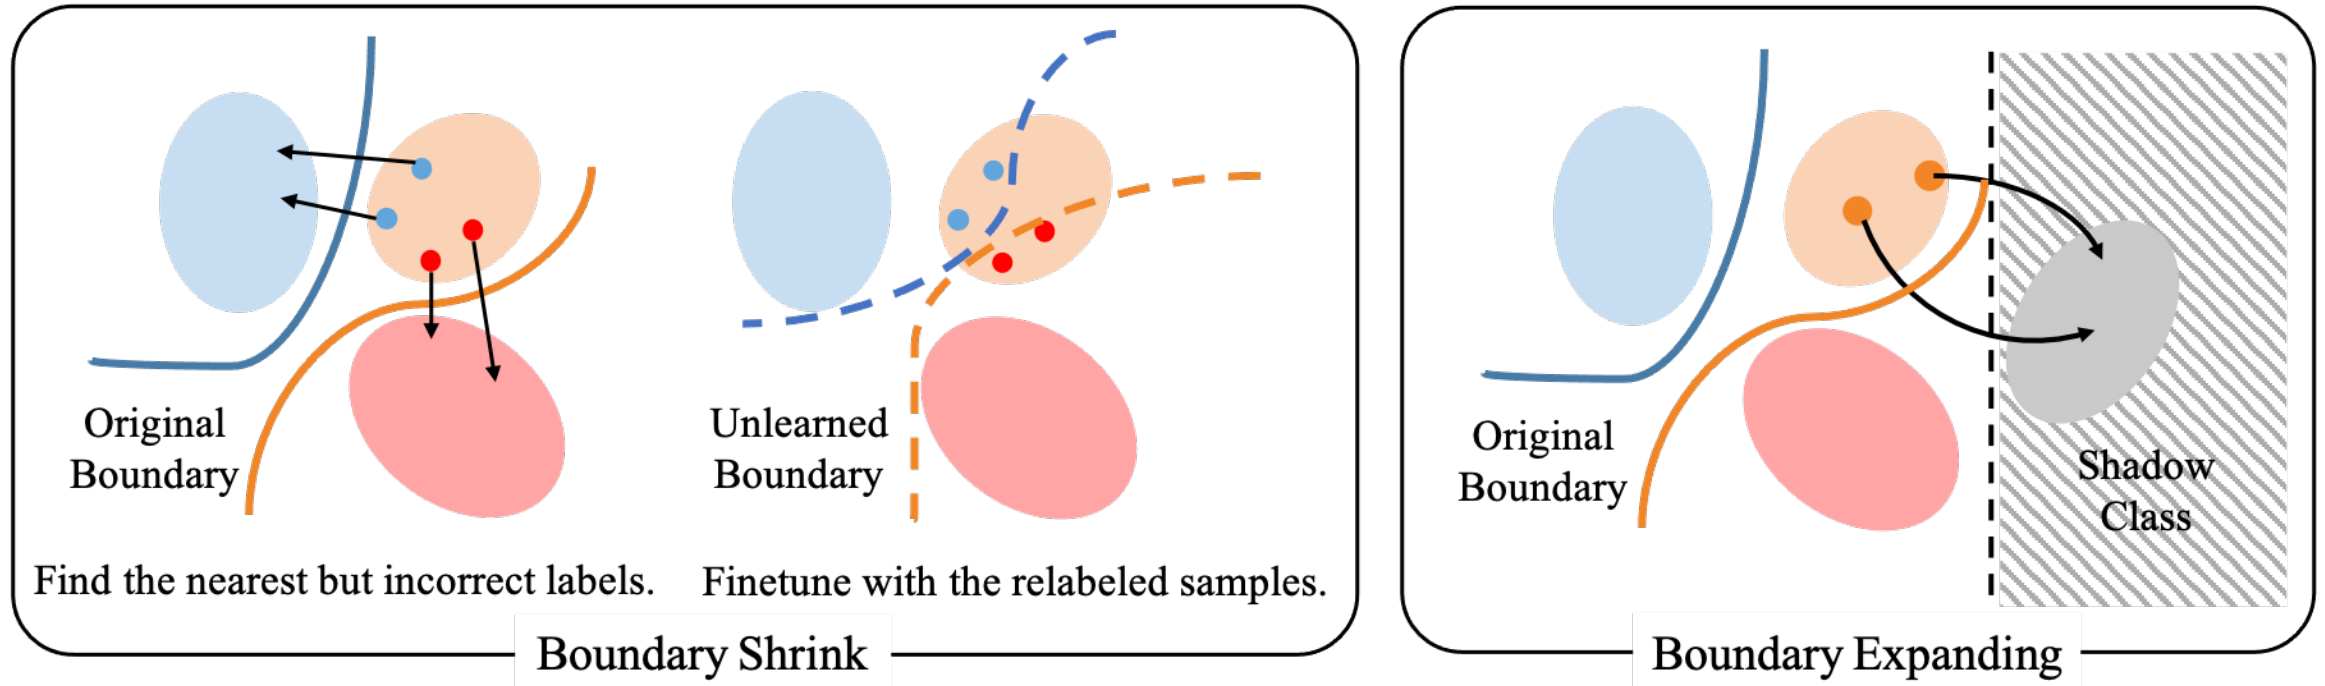 Original
Boundary
Find the nearest but incorrect labels.
Unlearned
Boundary
Finetune with the relabeled samples.
Boundary Shrink
Original
Boundary
Shadow
Class
Boundary Expanding